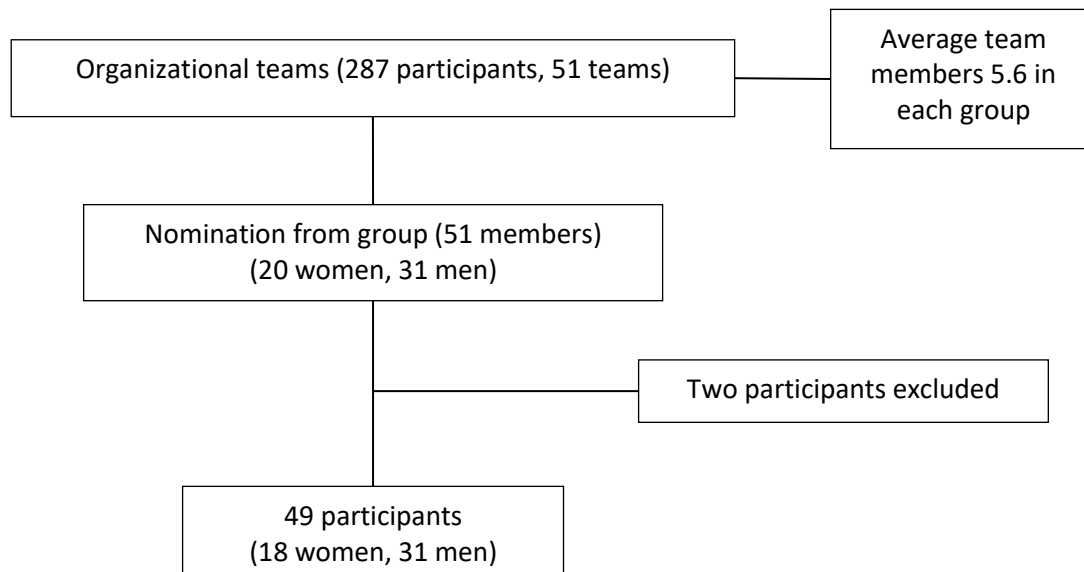 Organizational teams (287 participants, 51 teams)
Average team
members 5.6 in
each group
Nomination from group (51 members)
(20 women, 31 men)
Two participants excluded
49 participants
(18 women, 31 men)